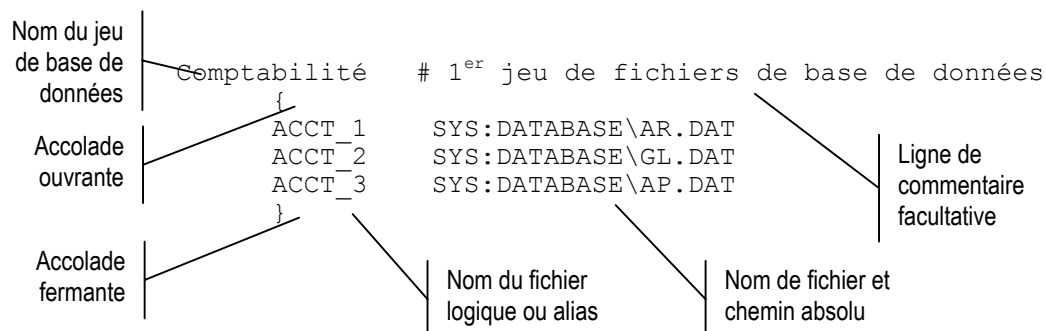 Nom du jeu
de base de
données
Comptabilité # 1er jeu de fichiers de base de données
{
ACCT_1 SYS:DATABASE\AR.DAT
ACCT_2 SYS:DATABASE\GL.DAT
ACCT_3 SYS:DATABASE\AP.DAT
}
Accolade
ouvrante
Ligne de
commentaire
facultative
Accolade
fermante
Nom du fichier
logique ou alias
Nom de fichier et
chemin absolu